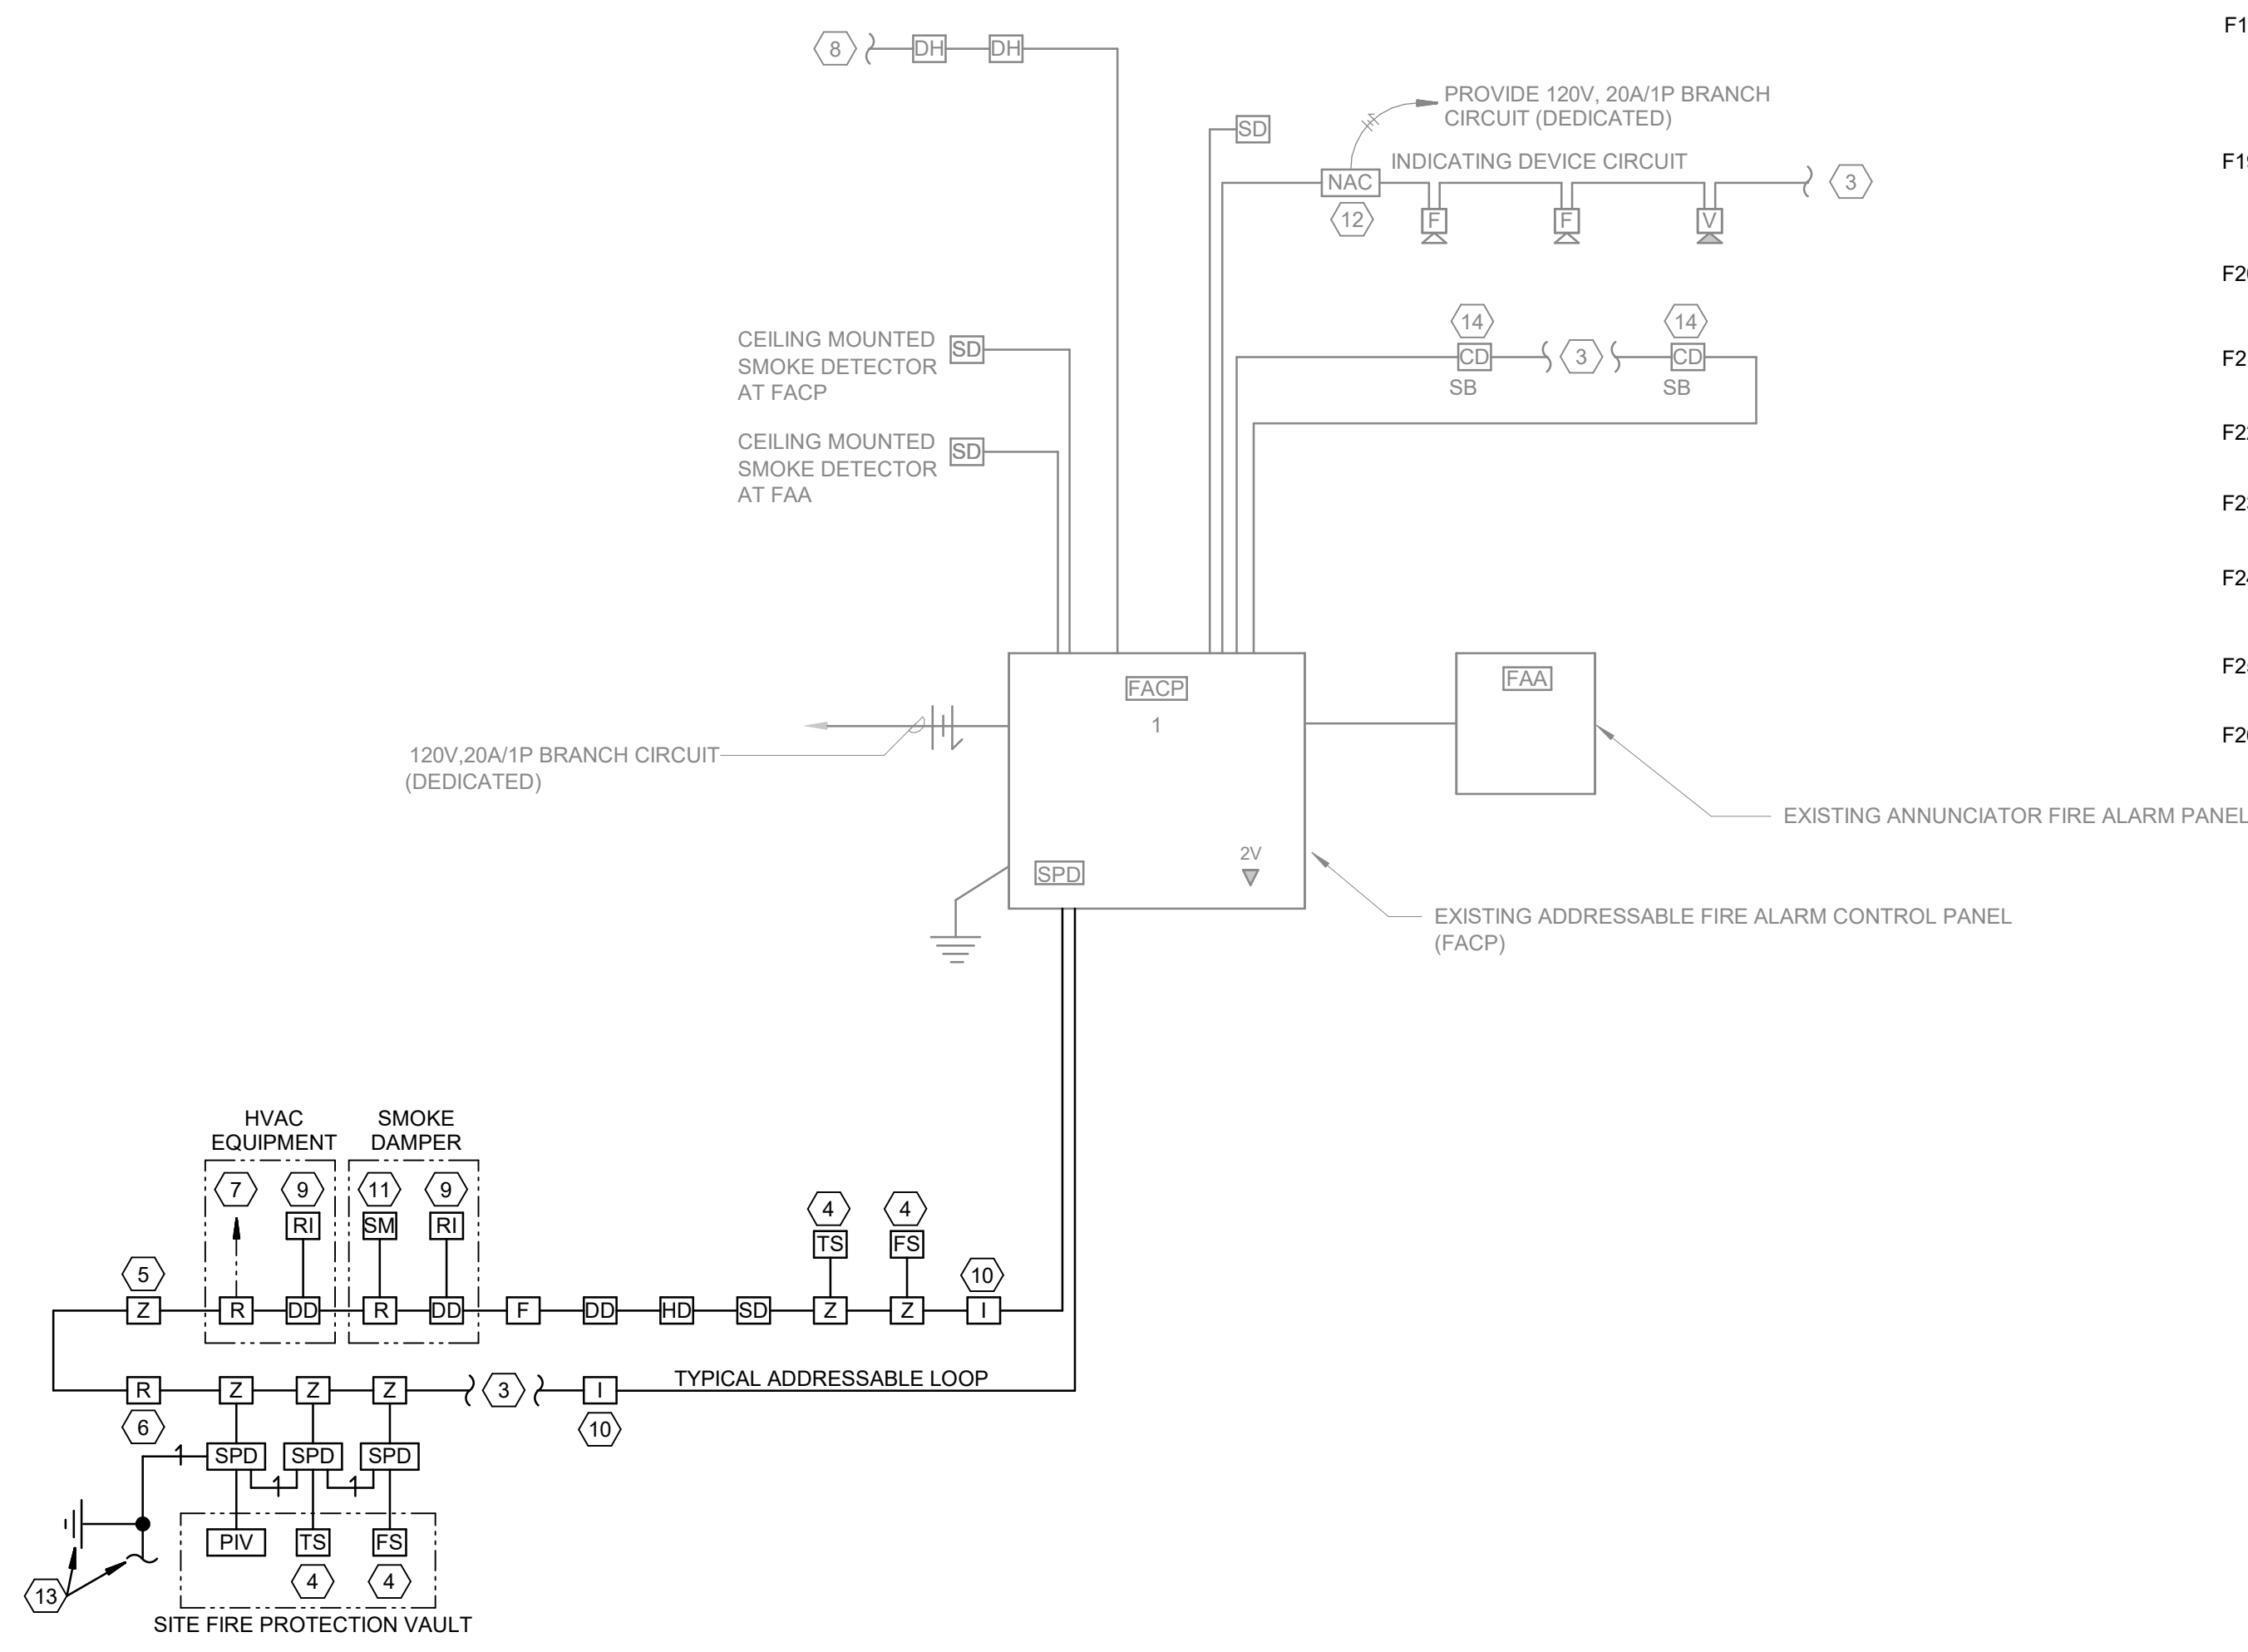 8
DH
DH
PROVIDE 120V, 20A/1P BRANCH
CIRCUIT (DEDICATED)
SD
INDICATING DEVICE CIRCUIT
NAC
3
12
F
F
V
14
14
CEILING MOUNTED
SMOKE DETECTOR
AT FACP
SD
CD
3
CD
SB
SB
CEILING MOUNTED
SMOKE DETECTOR
AT FAA
SD
FACP
1
FAA
120V,20A/1P BRANCH CIRCUIT
(DEDICATED)
EXISTING ANNUNCIATOR FIRE ALARM PANEL
SPD
2V
EXISTING ADDRESSABLE FIRE ALARM CONTROL PANEL
(FACP)
HVAC
EQUIPMENT
SMOKE
DAMPER
7
9
11
9
RI
SM
RI
4
4
TS
FS
5
10
Z
R
DD
R
DD
F
DD
HD
SD
Z
Z
I
TYPICAL ADDRESSABLE LOOP
R
Z
Z
Z
3
I
6
10
SPD
SPD
SPD
PIV
TS
FS
4
4
13
SITE FIRE PROTECTION VAULT
F1